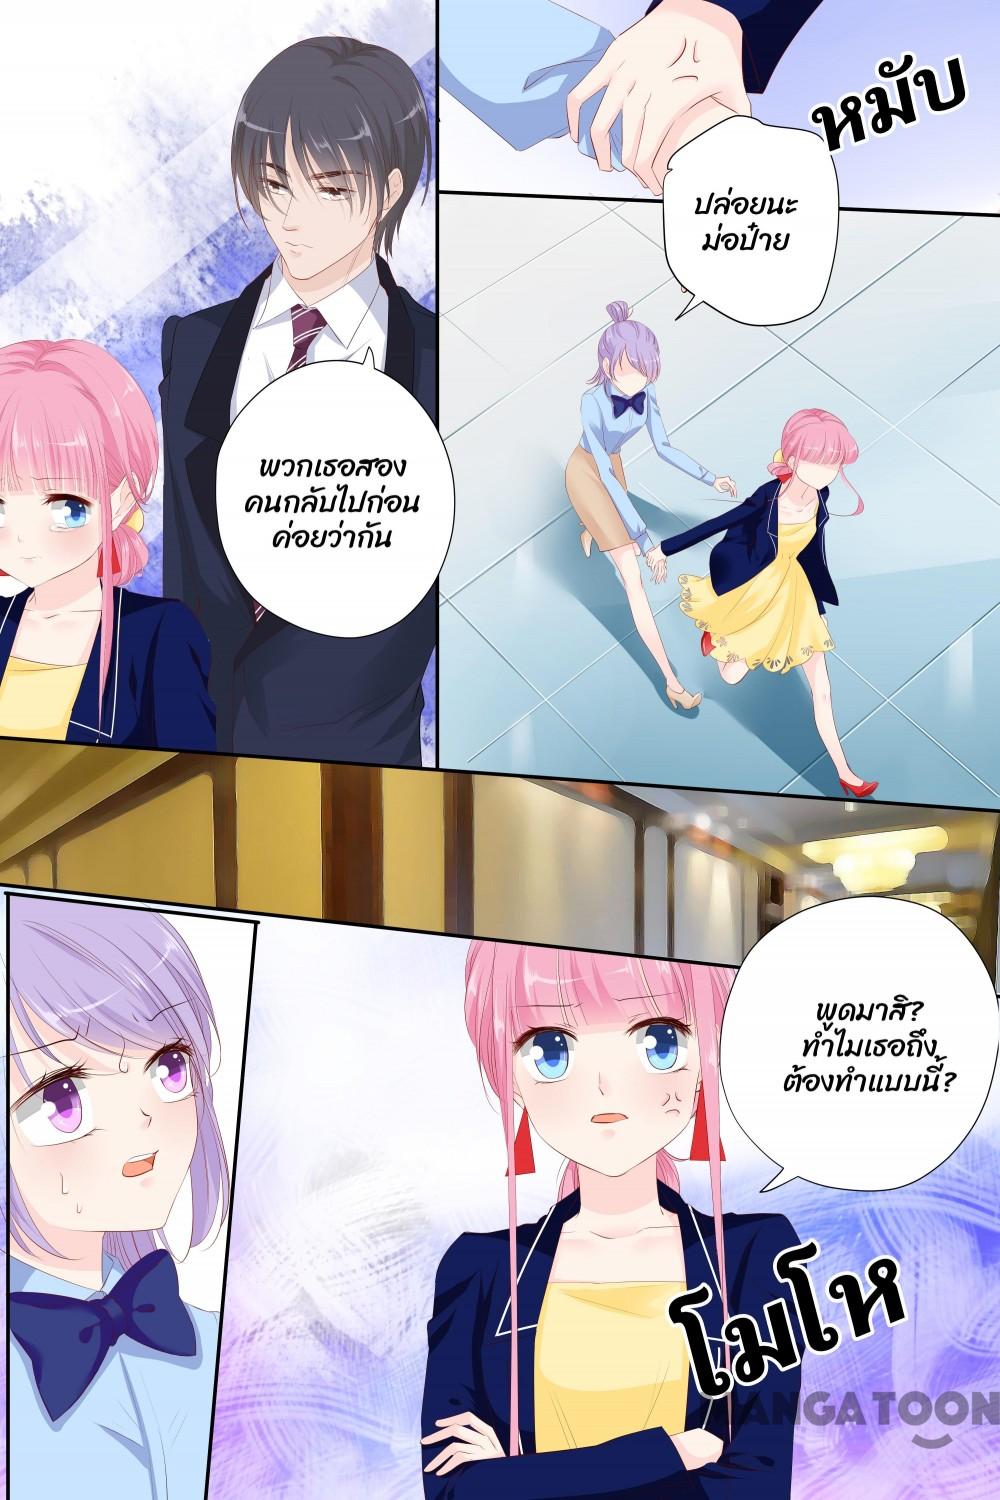 พวกเธอสอง
คนกลับไปก่อน
ค่อยว่ากัน
หมับ
ปล่อยนะ
ม่อป๋าย
พูดมาสิ?
ทำไมเธอถึง
ต้องทำแบบนี้?
โมโห
MANGA TOON